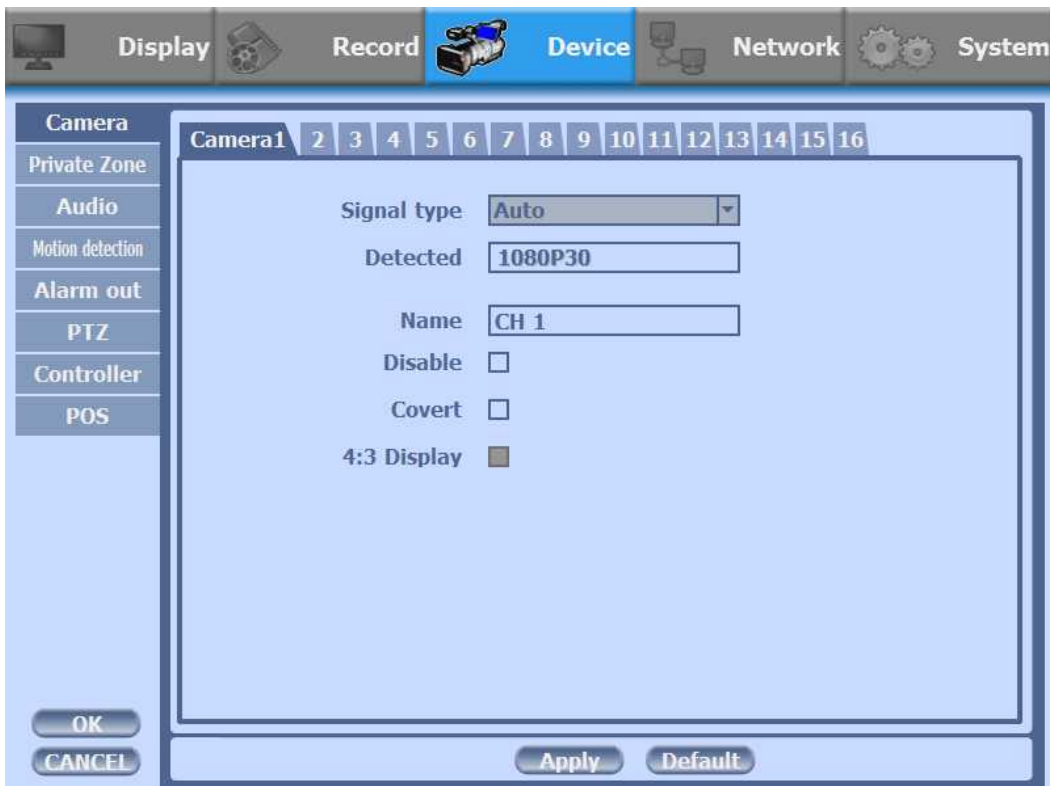 Display Record Device Network System
Camera
Private Zone
Audio
Motion detection
Alarm out
PTZ
Controller
POS
OK
CANCEL
Camera1 2 3 4 5 6 7 8 9 10 11 12 13 14 15 16
Signal type Auto
Detected 1080P30
Name CH 1
Disable
Covert
4:3 Display
Apply Default